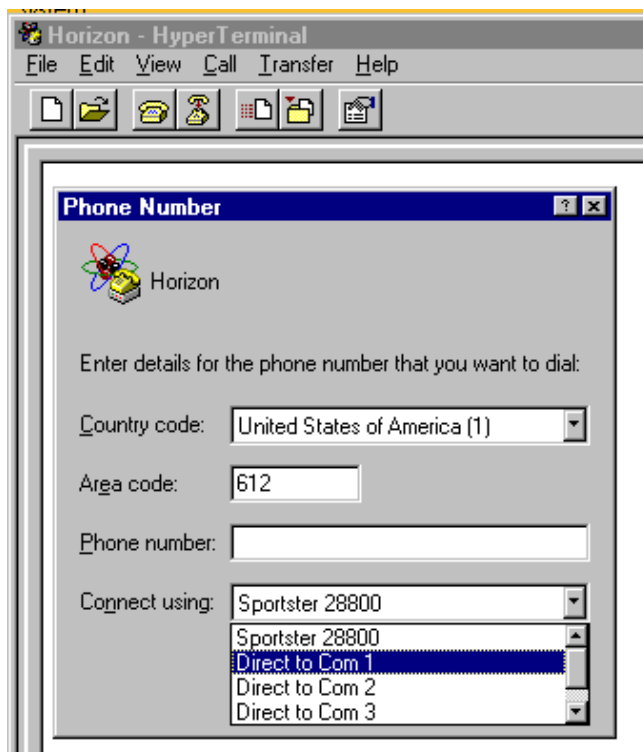 system
Horizon - HyperTerminal
File Edit View Call Transfer Help
Phone Number
Horizon
Enter details for the phone number that you want to dial:
Country code: United States of America (1)
Area code: 612
Phone number:
Connect using: Sportster 28800
Sportster 28800
Direct to Com 1
Direct to Com 2
Direct to Com 3